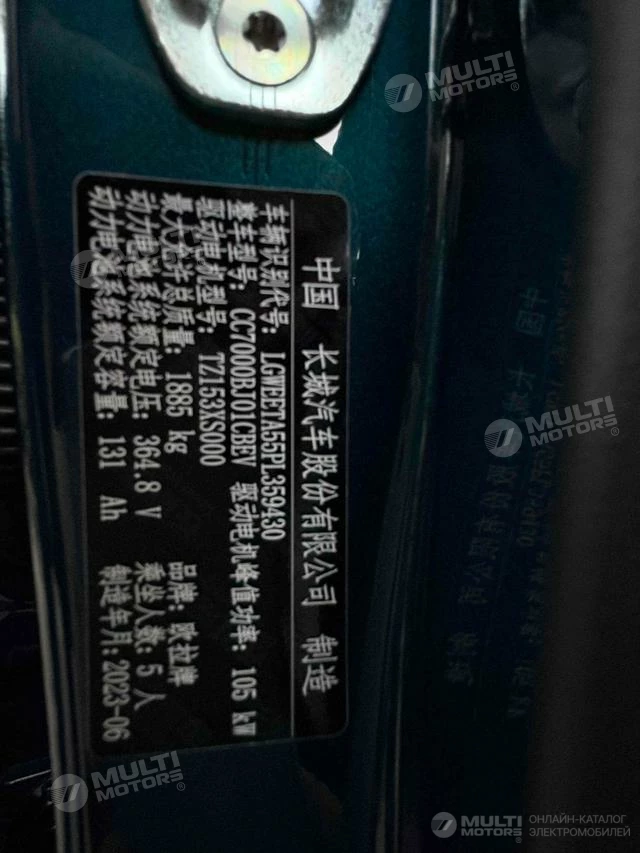 中国 长城汽车股份有限公司 制造
车辆识别代号: LGWEETA55PL359430
整车型号: CC7000BJ01CBEV 驱动电机峰值功率: 105 kW
驱动电机型号: TZ153XS000
最大允许总质量: 1885 kg 品牌: 欧拉牌
动力电池系统额定电压: 364.8 V 乘坐人数: 5 人
动力电池系统额定容量: 131 Ah 制造年月: 2023-06
MULTI
MOTORS®
MULTI
MOTORS®
MULTI
MOTORS®
MULTI
MOTORS®
ОНЛАЙН-КАТАЛОГ
ЭЛЕКТРОМОБИЛЕЙ